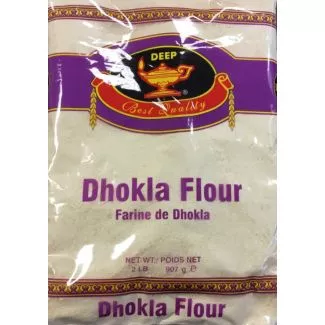 DEEP
®
Best Quality
Dhokla Flour
Farine de Dhokla
NET WT./ POIDS NET
2 LB 907 g ℮
Dhokla Flour